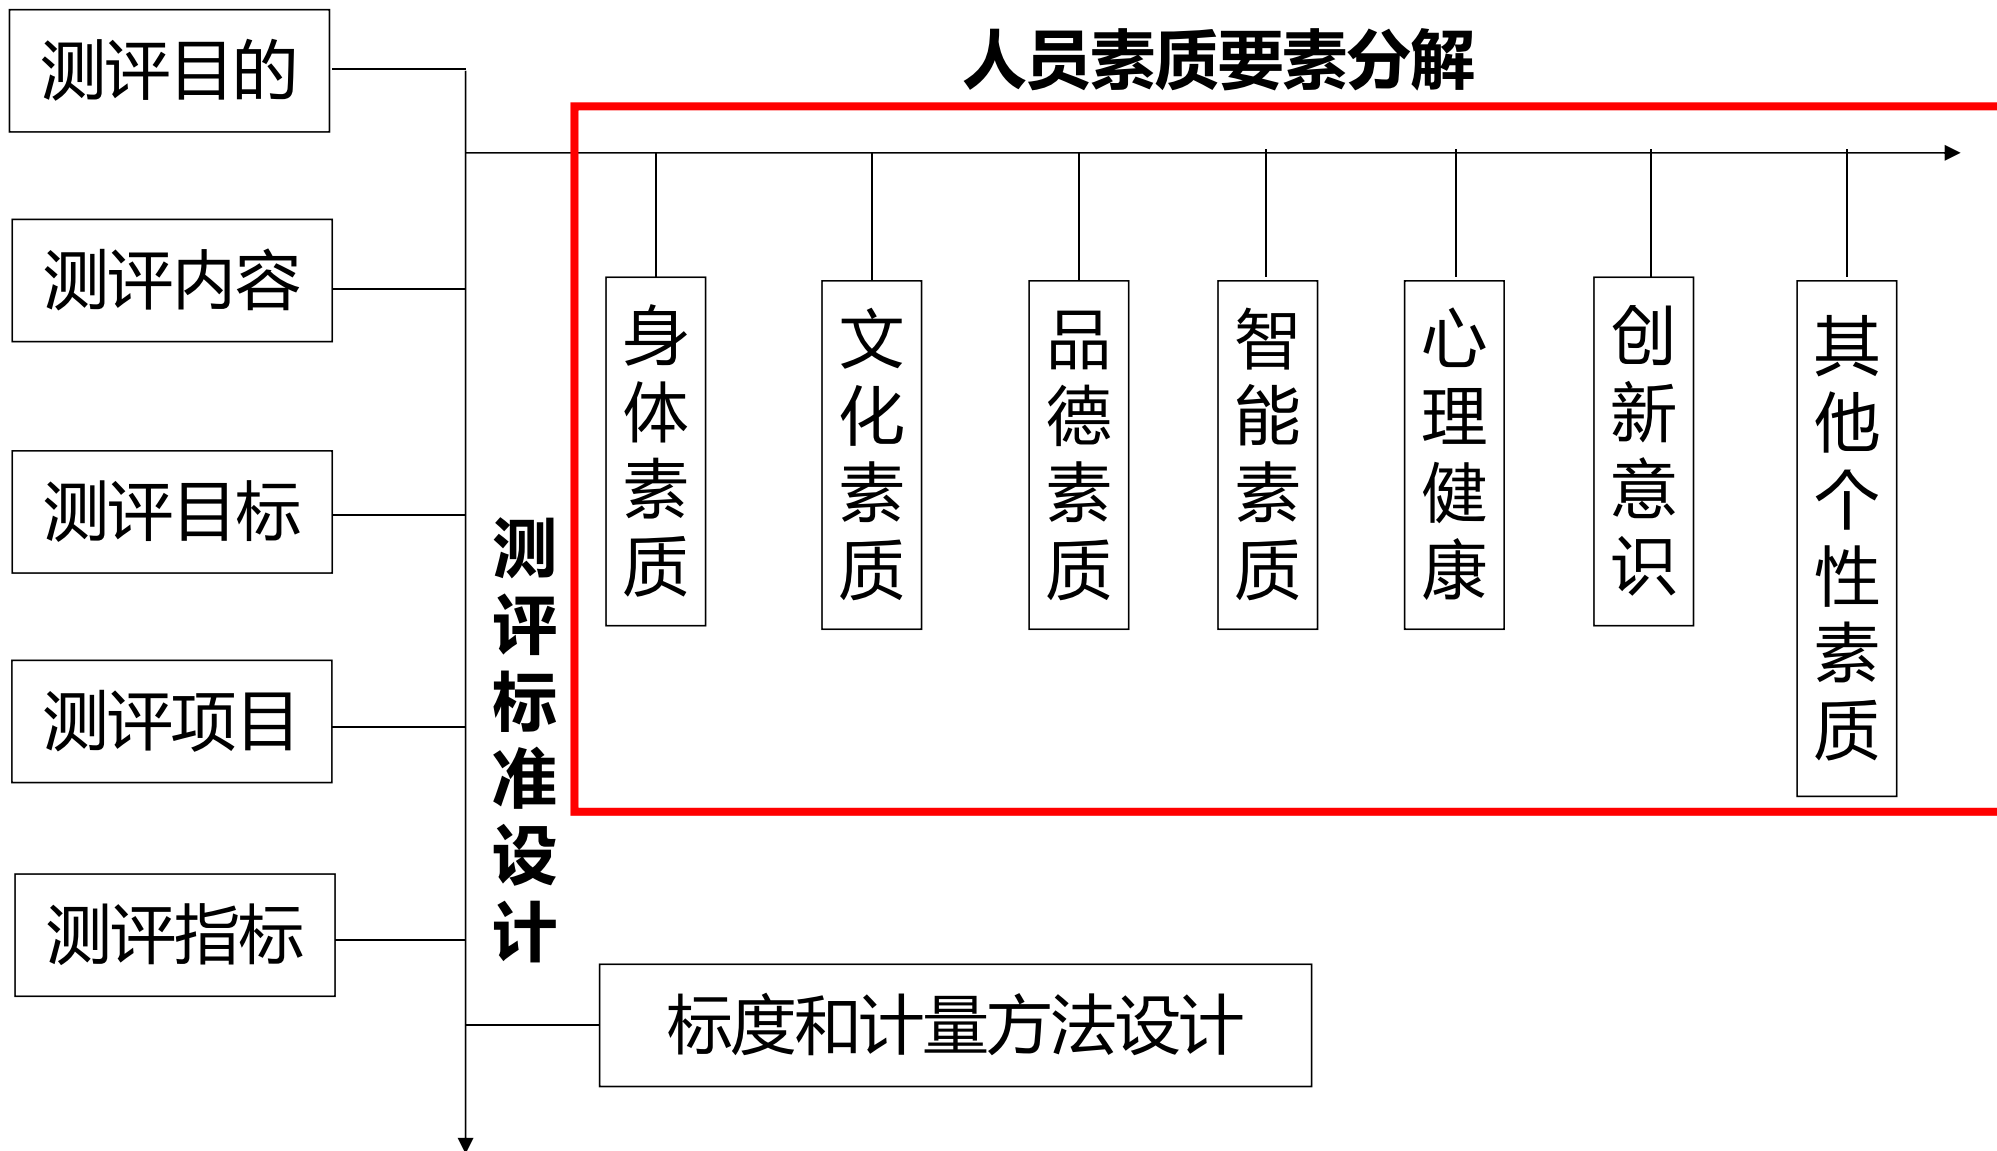 测评目的
测评内容
测评目标
测评项目
测评指标
测评标准设计
人员素质要素分解
身体素质
文化素质
品德素质
智能素质
心理健康
创新意识
其他个性素质
标度和计量方法设计